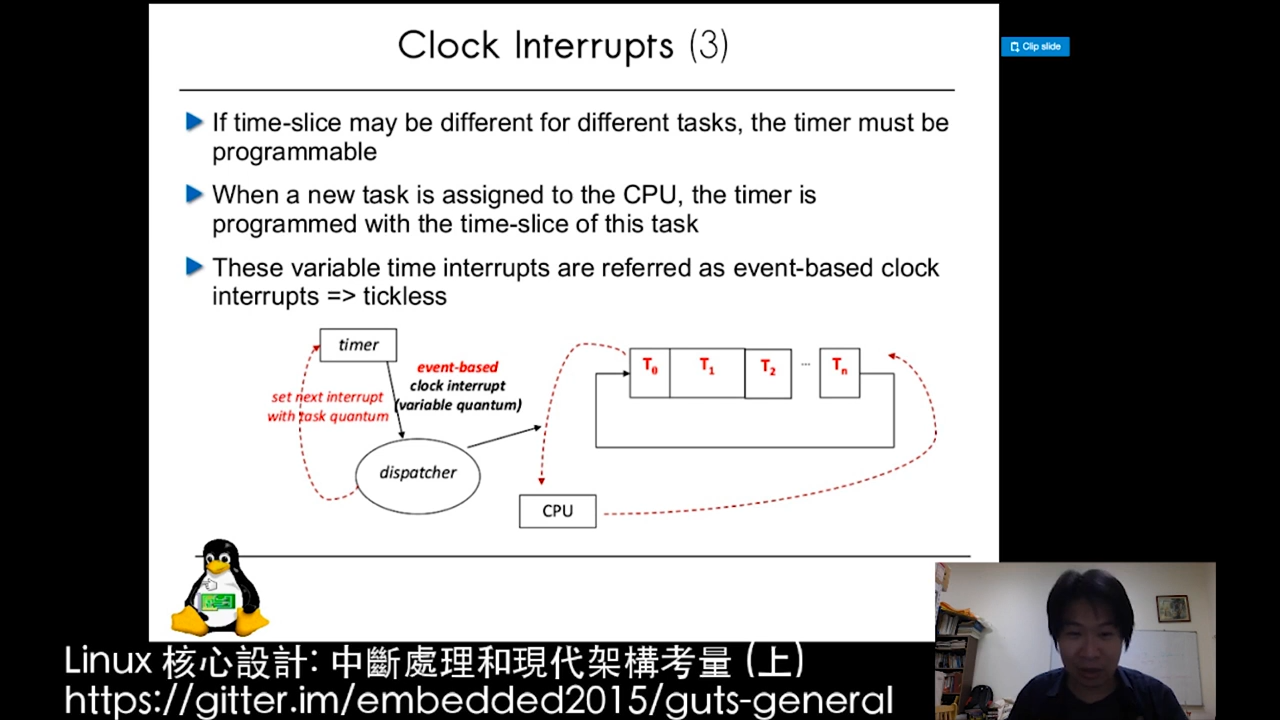 Clock Interrupts (3)
Clip slide
If time-slice may be different for different tasks, the timer must be
programmable
When a new task is assigned to the CPU, the timer is
programmed with the time-slice of this task
These variable time interrupts are referred as event-based clock
interrupts => tickless
timer
event-based
clock interrupt
(variable quantum)
set next interrupt
with task quantum
dispatcher
T0
T1
T2
...
Tn
CPU
Linux 核心設計: 中斷處理和現代架構考量 (上)
https://gitter.im/embedded2015/guts-general